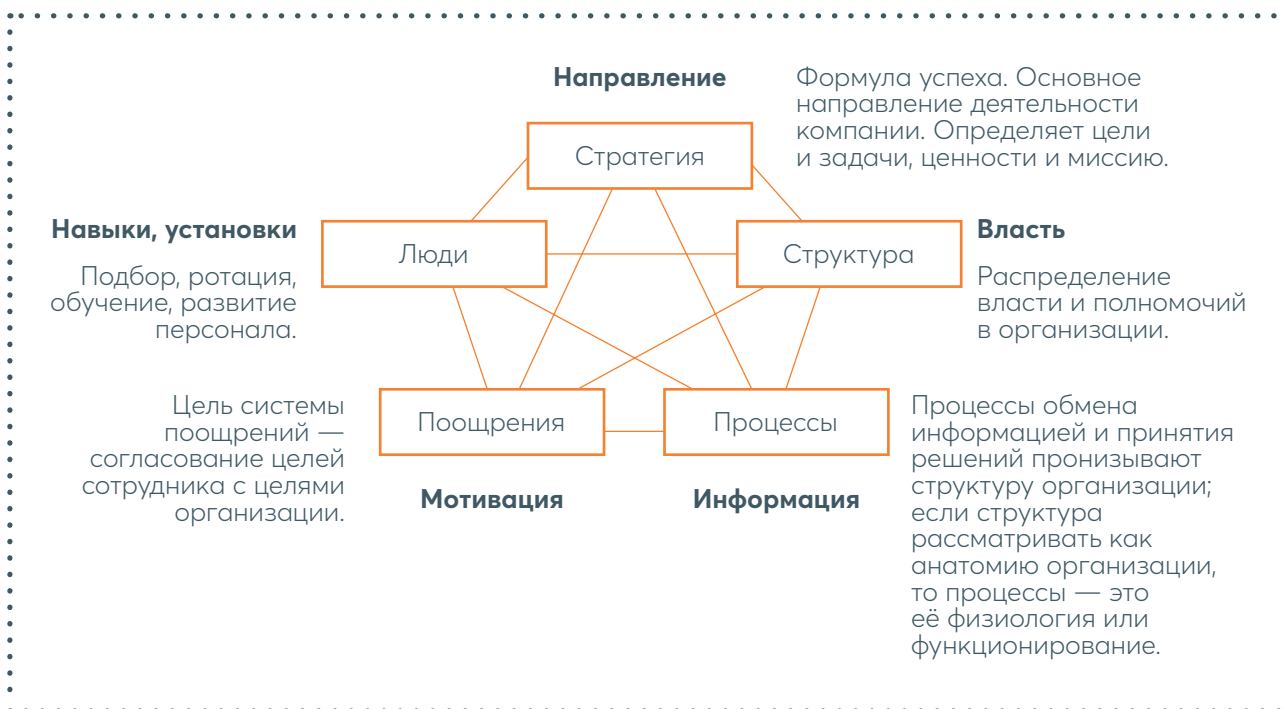 Направление
Формула успеха. Основное
направление деятельности
компании. Определяет цели
и задачи, ценности и миссию.
Стратегия
Навыки, установки
Подбор, ротация,
обучение, развитие
персонала.
Люди
Структура
Власть
Распределение
власти и полномочий
в организации.
Цель системы
поощрений —
согласование целей
сотрудника с целями
организации.
Поощрения
Мотивация
Процессы
Информация
Процессы обмена
информацией и принятия
решений пронизывают
структуру организации;
если структура
рассматривать как
анатомию организации,
то процессы — это
её физиология или
функционирование.